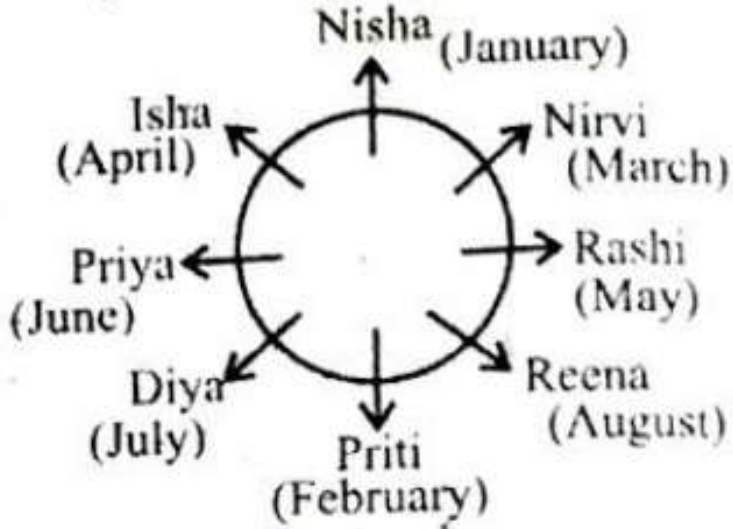 Nisha (January)
Isha
(April)
Nirvi
(March)
Priya
(June)
Rashi
(May)
Diya
(July)
Reena
(August)
Priti
(February)